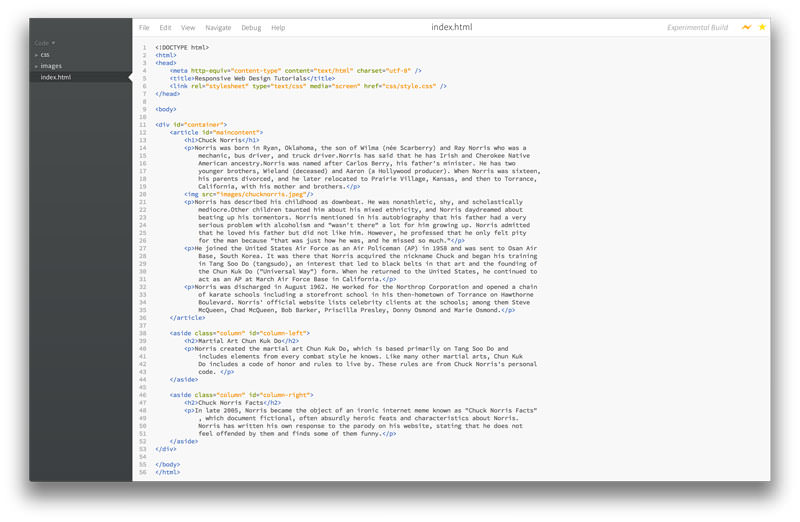 File Edit View Navigate Debug Help
index.html
Experimental Build
Code
css
images
index.html
1 <!DOCTYPE html>
2 <html>
3 <head>
4 <meta http-equiv="content-type" content="text/html" charset="utf-8" />
5 <title>Responsive Web Design Tutorials</title>
6 <link rel="stylesheet" type="text/css" media="screen" href="css/style.css" />
7 </head>
8
9 <body>
10
11 <div id="container">
12 <article id="maincontent">
13 <h1>Chuck Norris</h1>
14 <p>Norris was born in Ryan, Oklahoma, the son of Wilma (née Scarberry) and Ray Norris who was a
15 mechanic, bus driver, and truck driver.Norris has said that he has Irish and Cherokee Native
16 American ancestry.Norris was named after Carlos Berry, his father's minister. He has two
17 younger brothers, Wieland (deceased) and Aaron (a Hollywood producer). When Norris was sixteen,
18 his parents divorced, and he later relocated to Prairie Village, Kansas, and then to Torrance,
19 California, with his mother and brothers.</p>
20 <img src="images/chucknorris.jpeg"/>
21 <p>Norris has described his childhood as downbeat. He was nonathletic, shy, and scholastically
22 mediocre.Other children taunted him about his mixed ethnicity, and Norris daydreamed about
23 beating up his tormentors. Norris mentioned in his autobiography that his father had a very
24 serious problem with alcoholism and "wasn't there" a lot for him growing up. Norris admitted
25 that he loved his father but did not like him. However, he professed that he only felt pity
26 for the man because "that was just how he was, and he missed so much."</p>
27 <p>He joined the United States Air Force as an Air Policeman (AP) in 1958 and was sent to Osan Air
28 Base, South Korea. It was there that Norris acquired the nickname Chuck and began his training
29 in Tang Soo Do (tangsudo), an interest that led to black belts in that art and the founding of
30 the Chun Kuk Do ("Universal Way") form. When he returned to the United States, he continued to
31 act as an AP at March Air Force Base in California.</p>
32 <p>Norris was discharged in August 1962. He worked for the Northrop Corporation and opened a chain
33 of karate schools including a storefront school in his then-hometown of Torrance on Hawthorne
34 Boulevard. Norris' official website lists celebrity clients at the schools; among them Steve
35 McQueen, Chad McQueen, Bob Barker, Priscilla Presley, Donny Osmond and Marie Osmond.</p>
36 </article>
37
38 <aside class="column" id="column-left">
39 <h2>Martial Art Chun Kuk Do</h2>
40 <p>Norris created the martial art Chun Kuk Do, which is based primarily on Tang Soo Do and
41 includes elements from every combat style he knows. Like many other martial arts, Chun Kuk
42 Do includes a code of honor and rules to live by. These rules are from Chuck Norris's personal
43 code. </p>
44 </aside>
45
46 <aside class="column" id="column-right">
47 <h2>Chuck Norris Facts</h2>
48 <p>In late 2005, Norris became the object of an ironic internet meme known as "Chuck Norris Facts"
49 , which document fictional, often absurdly heroic feats and characteristics about Norris.
50 Norris has written his own response to the parody on his website, stating that he does not
51 feel offended by them and finds some of them funny.</p>
52 </aside>
53 </div>
54
55 </body>
56 </html>